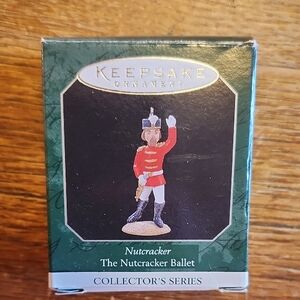 KEEPSAKE
ORNAMENT
Nutcracker
The Nutcracker Ballet
COLLECTOR'S SERIES